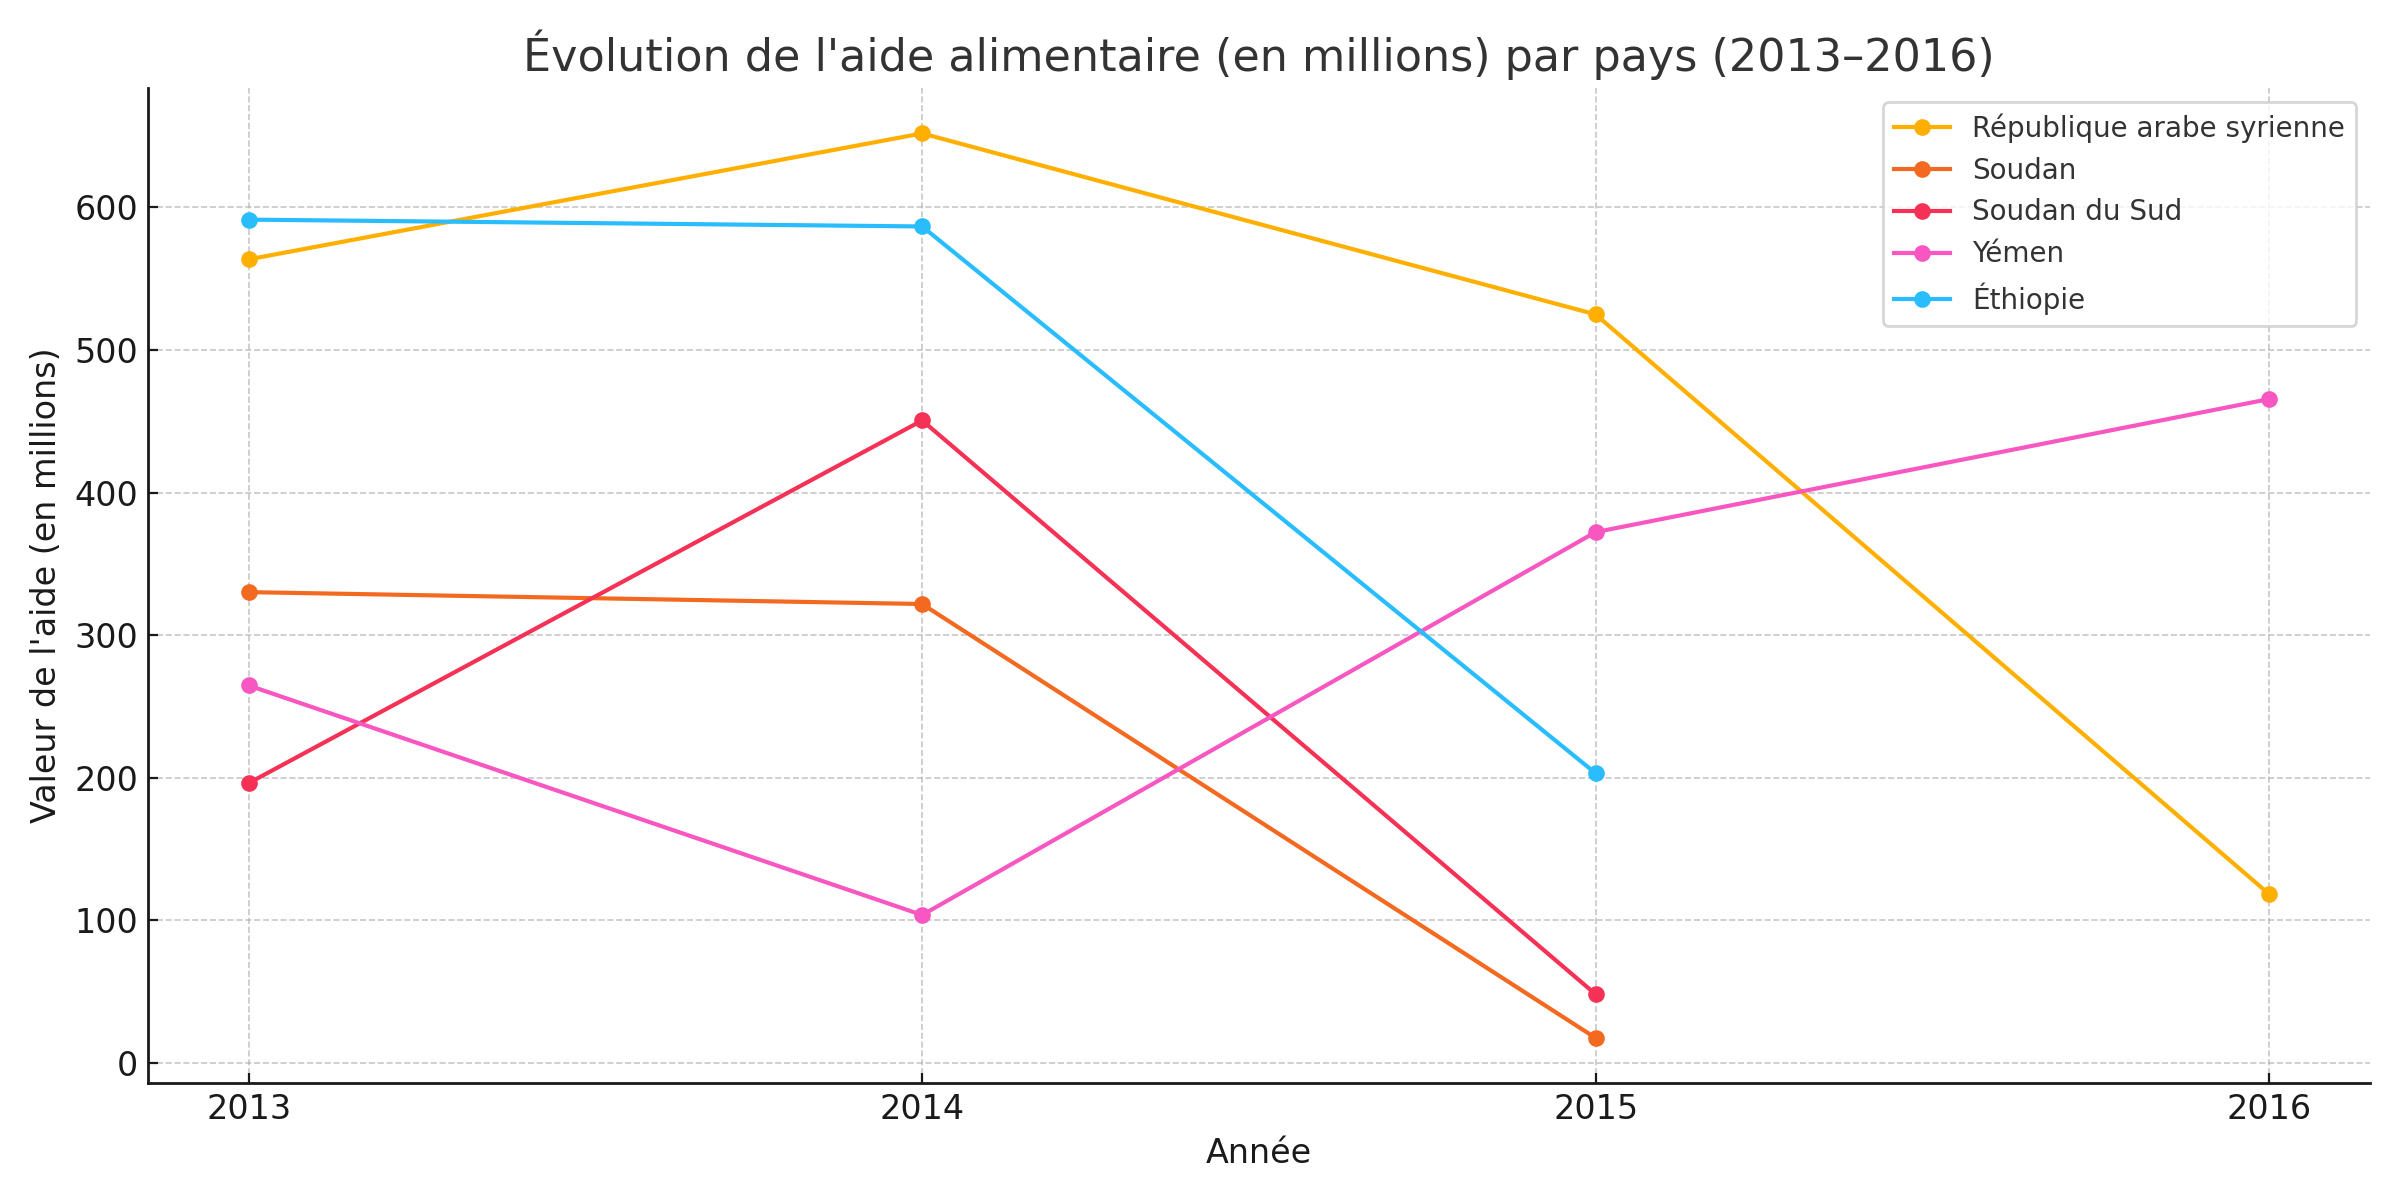 Évolution de l'aide alimentaire (en millions) par pays (2013–2016)
République arabe syrienne
Soudan
Soudan du Sud
Yémen
Éthiopie
Valeur de l'aide (en millions)
600
500
400
300
200
100
0
2013 2014 2015 2016
Année